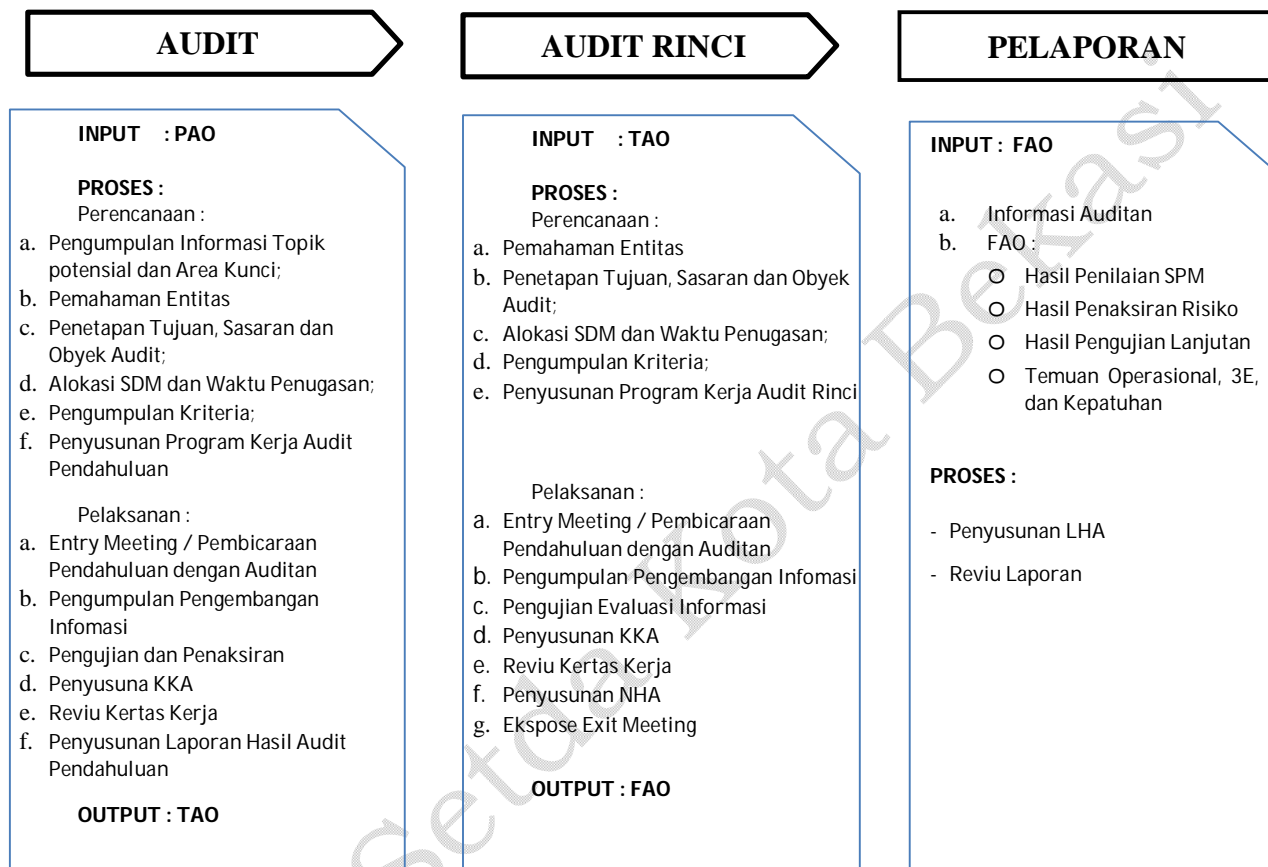 AUDIT
INPUT : PAO
PROSES :
Perencanaan :
a. Pengumpulan Informasi Topik
potensial dan Area Kunci;
b. Pemahaman Entitas
c. Penetapan Tujuan, Sasaran dan
Obyek Audit;
d. Alokasi SDM dan Waktu Penugasan;
e. Pengumpulan Kriteria;
f. Penyusunan Program Kerja Audit
Pendahuluan
Pelaksanan :
a. Entry Meeting / Pembicaraan
Pendahuluan dengan Auditan
b. Pengumpulan Pengembangan
Infomasi
c. Pengujian dan Penaksiran
d. Penyusuna KKA
e. Reviu Kertas Kerja
f. Penyusunan Laporan Hasil Audit
Pendahuluan
OUTPUT : TAO
AUDIT RINCI
INPUT : TAO
PROSES :
Perencanaan :
a. Pemahaman Entitas
b. Penetapan Tujuan, Sasaran dan Obyek
Audit;
c. Alokasi SDM dan Waktu Penugasan;
d. Pengumpulan Kriteria;
e. Penyusunan Program Kerja Audit Rinci
Pelaksanan :
a. Entry Meeting / Pembicaraan
Pendahuluan dengan Auditan
b. Pengumpulan Pengembangan Infomasi
c. Pengujian Evaluasi Informasi
d. Penyusunan KKA
e. Reviu Kertas Kerja
f. Penyusunan NHA
g. Ekspose Exit Meeting
OUTPUT : FAO
PELAPORAN
INPUT : FAO
a. Informasi Auditan
b. FAO :
O Hasil Penilaian SPM
O Hasil Penaksiran Risiko
O Hasil Pengujian Lanjutan
O Temuan Operasional, 3E,
dan Kepatuhan
PROSES :
- Penyusunan LHA
- Reviu Laporan
Setda Kota Bekasi